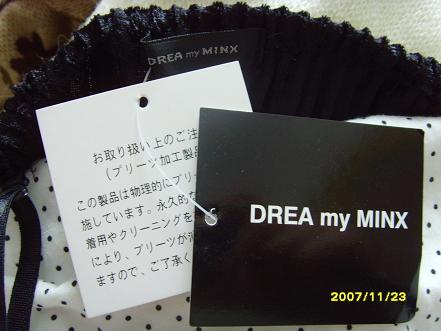 DREA my MINX
お取り扱い上のご注
(プリーツ加工製品
この製品は物理的にプリー
施しています。永久的な
着用やクリーニングを
により、プリーツが消
ますので、ご了承く
DREA my MINX
2007/11/23